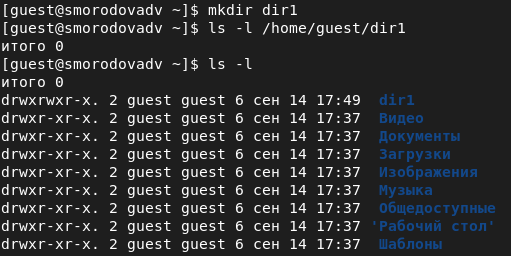 [guest@smorodovadv ~]$ mkdir dir1
[guest@smorodovadv ~]$ ls -l /home/guest/dir1
итого 0
[guest@smorodovadv ~]$ ls -l
итого 0
drwxrwxr-x. 2 guest guest 6 сен 14 17:49  dir1
drwxr-xr-x. 2 guest guest 6 сен 14 17:37  Видео
drwxr-xr-x. 2 guest guest 6 сен 14 17:37  Документы
drwxr-xr-x. 2 guest guest 6 сен 14 17:37  Загрузки
drwxr-xr-x. 2 guest guest 6 сен 14 17:37  Изображения
drwxr-xr-x. 2 guest guest 6 сен 14 17:37  Музыка
drwxr-xr-x. 2 guest guest 6 сен 14 17:37  Общедоступные
drwxr-xr-x. 2 guest guest 6 сен 14 17:37 'Рабочий стол'
drwxr-xr-x. 2 guest guest 6 сен 14 17:37  Шаблоны